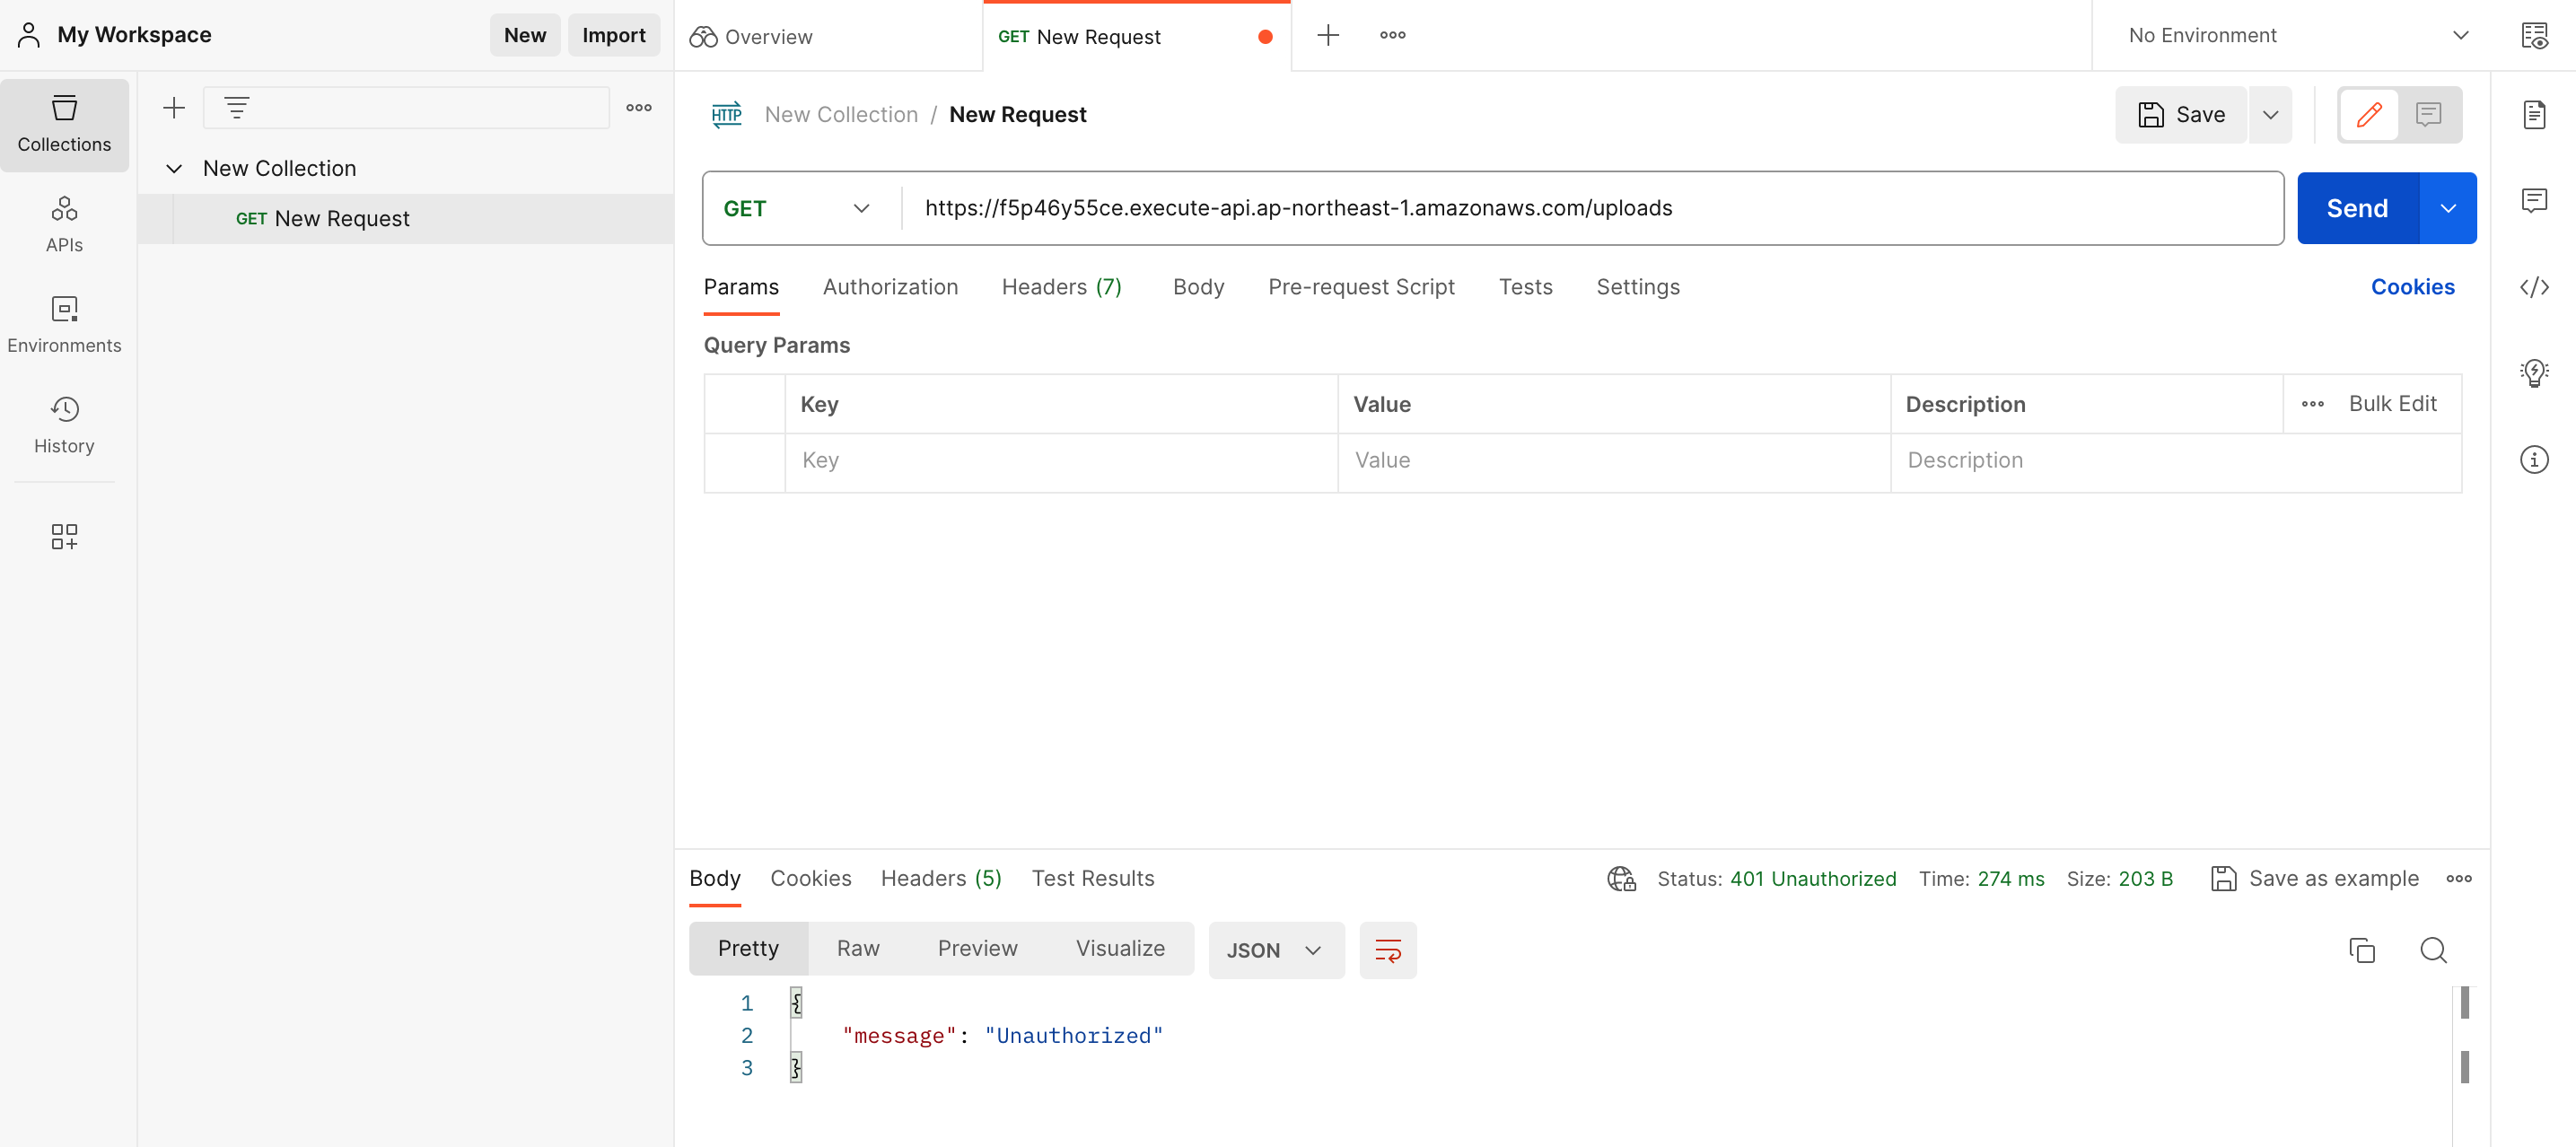 My Workspace
New
Import
Overview
GET New Request
No Environment
Collections
APIs
Environments
History
New Collection
GET New Request
HTTP
New Collection / New Request
Save
GET
https://f5p46y55ce.execute-api.ap-northeast-1.amazonaws.com/uploads
Send
Params
Authorization
Headers (7)
Body
Pre-request Script
Tests
Settings
Cookies
Query Params
Key
Value
Description
Bulk Edit
Key
Value
Description
Body
Cookies
Headers (5)
Test Results
Status: 401 Unauthorized
Time: 274 ms
Size: 203 B
Save as example
Pretty
Raw
Preview
Visualize
JSON
1 {
2 "message": "Unauthorized"
3 }